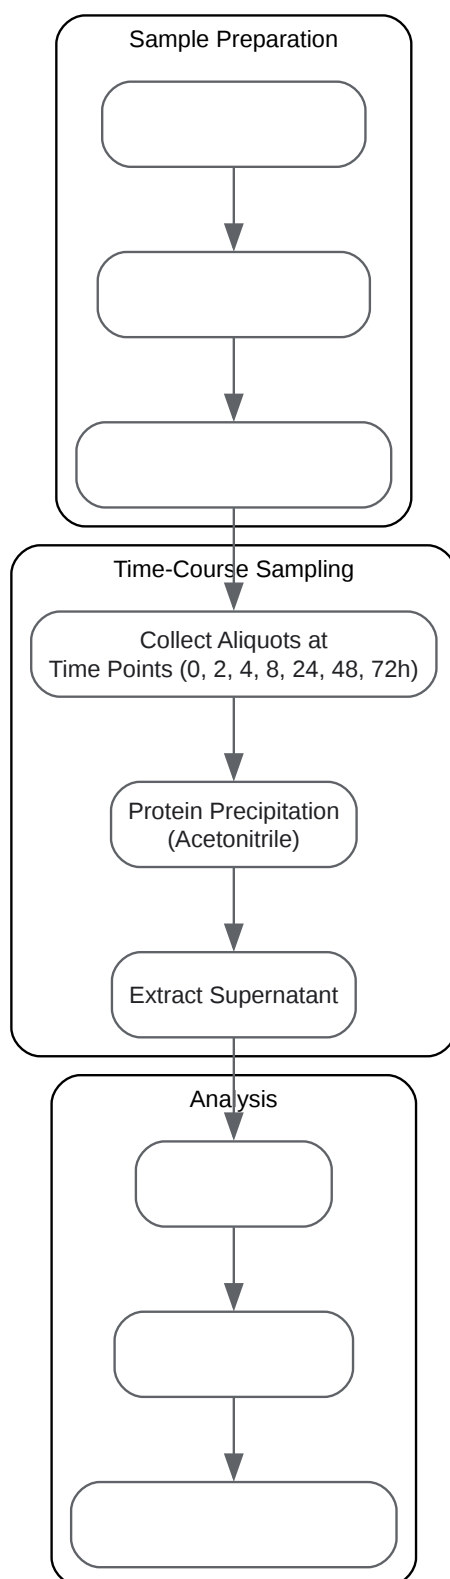 Sample Preparation
Time-Course Sampling
Collect Aliquots at
Time Points (0, 2, 4, 8, 24, 48, 72h)
Protein Precipitation
(Acetonitrile)
Extract Supernatant
Analysis